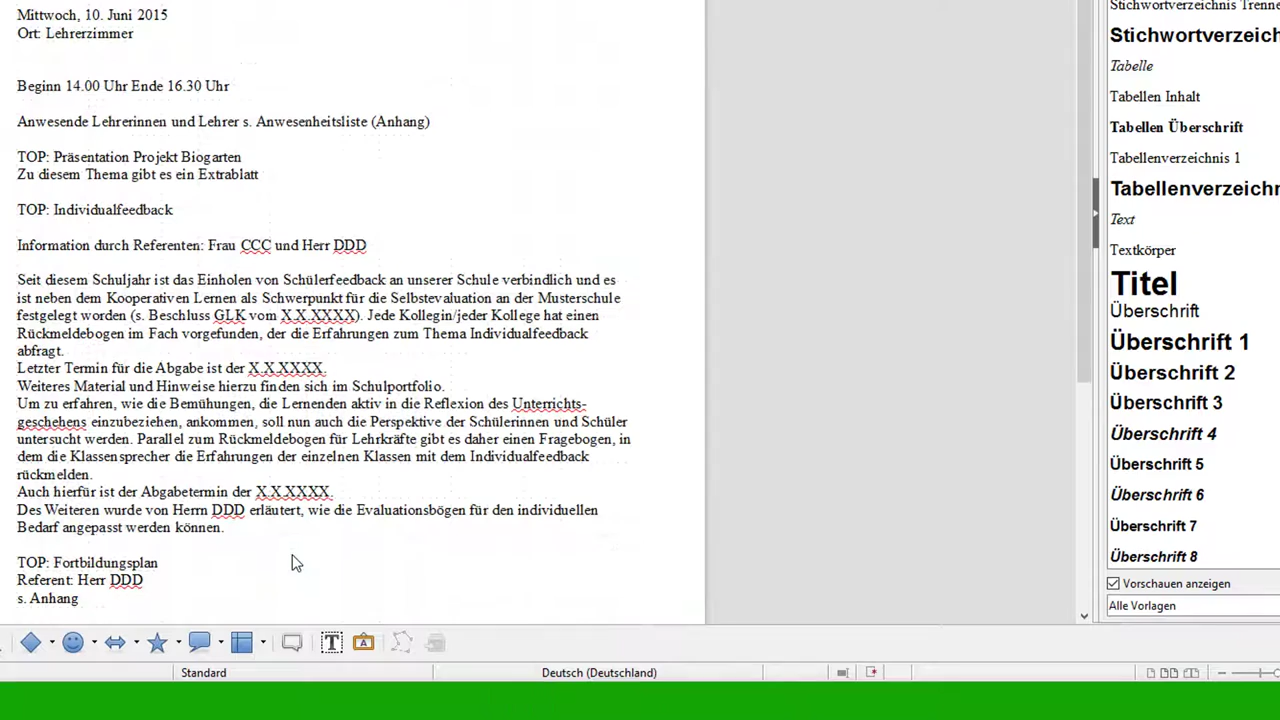 Mittwoch, 10. Juni 2015
Ort: Lehrerzimmer
Beginn 14.00 Uhr Ende 16.30 Uhr
Anwesende Lehrerinnen und Lehrer s. Anwesenheitsliste (Anhang)
TOP: Präsentation Projekt Biogarten
Zu diesem Thema gibt es ein Extrablatt
TOP: Individualfeedback
Information durch Referenten: Frau CCC und Herr DDD
Seit diesem Schuljahr ist das Einholen von Schülerfeedback an unserer Schule verbindlich und es
ist neben dem Kooperativen Lernen als Schwerpunkt für die Selbstevaluation an der Musterschule
festgelegt worden (s. Beschluss GLK vom X.X.XXXX). Jede Kollegin/jeder Kollege hat einen
Rückmeldebogen im Fach vorgefunden, der die Erfahrungen zum Thema Individualfeedback
abfragt.
Letzter Termin für die Abgabe ist der X.X.XXXX.
Weiteres Material und Hinweise hierzu finden sich im Schulportfolio.
Um zu erfahren, wie die Bemühungen, die Lernenden aktiv in die Reflexion des Unterrichts-
geschehens einzubeziehen, ankommen, soll nun auch die Perspektive der Schülerinnen und Schüler
untersucht werden. Parallel zum Rückmeldebogen für Lehrkräfte gibt es daher einen Fragebogen, in
dem die Klassensprecher die Erfahrungen der einzelnen Klassen mit dem Individualfeedback
rückmelden.
Auch hierfür ist der Abgabetermin der X.X.XXXX.
Des Weiteren wurde von Herrn DDD erläutert, wie die Evaluationsbögen für den individuellen
Bedarf angepasst werden können.
TOP: Fortbildungsplan
Referent: Herr DDD
s. Anhang
Stichwortverzeichnis Trenne
Stichwortverzeich
Tabelle
Tabellen Inhalt
Tabellen Überschrift
Tabellenverzeichnis 1
Tabellenverzeichn
Text
Textkörper
Titel
Überschrift
Überschrift 1
Überschrift 2
Überschrift 3
Überschrift 4
Überschrift 5
Überschrift 6
Überschrift 7
Überschrift 8
Vorschauen anzeigen
Alle Vorlagen
T A
Standard Deutsch (Deutschland)